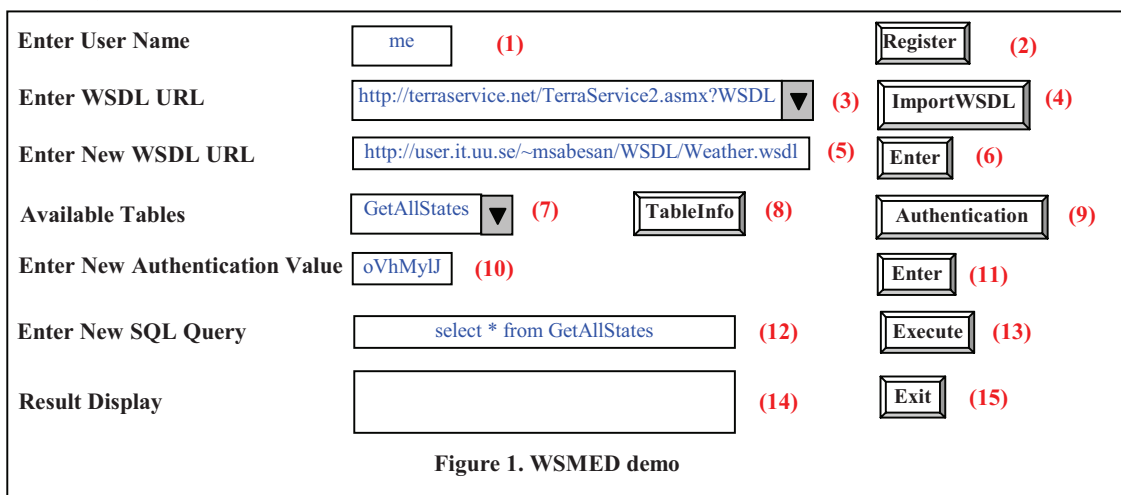 Enter User Name me (1) Register (2)
Enter WSDL URL http://terraservice.net/TerraService2.asmx?WSDL (3) ImportWSDL (4)
Enter New WSDL URL http://user.it.uu.se/~msabesan/WSDL/Weather.wsdl (5) Enter (6)
Available Tables GetAllStates (7) TableInfo (8) Authentication (9)
Enter New Authentication Value oVhMylJ (10) Enter (11)
Enter New SQL Query select * from GetAllStates (12) Execute (13)
Result Display (14) Exit (15)
Figure 1. WSMED demo